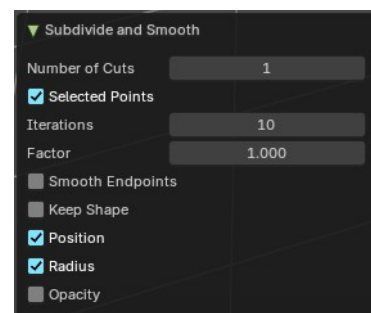 Subdivide and Smooth
Number of Cuts 1
Selected Points
Iterations 10
Factor 1.000
Smooth Endpoints
Keep Shape
Position
Radius
Opacity